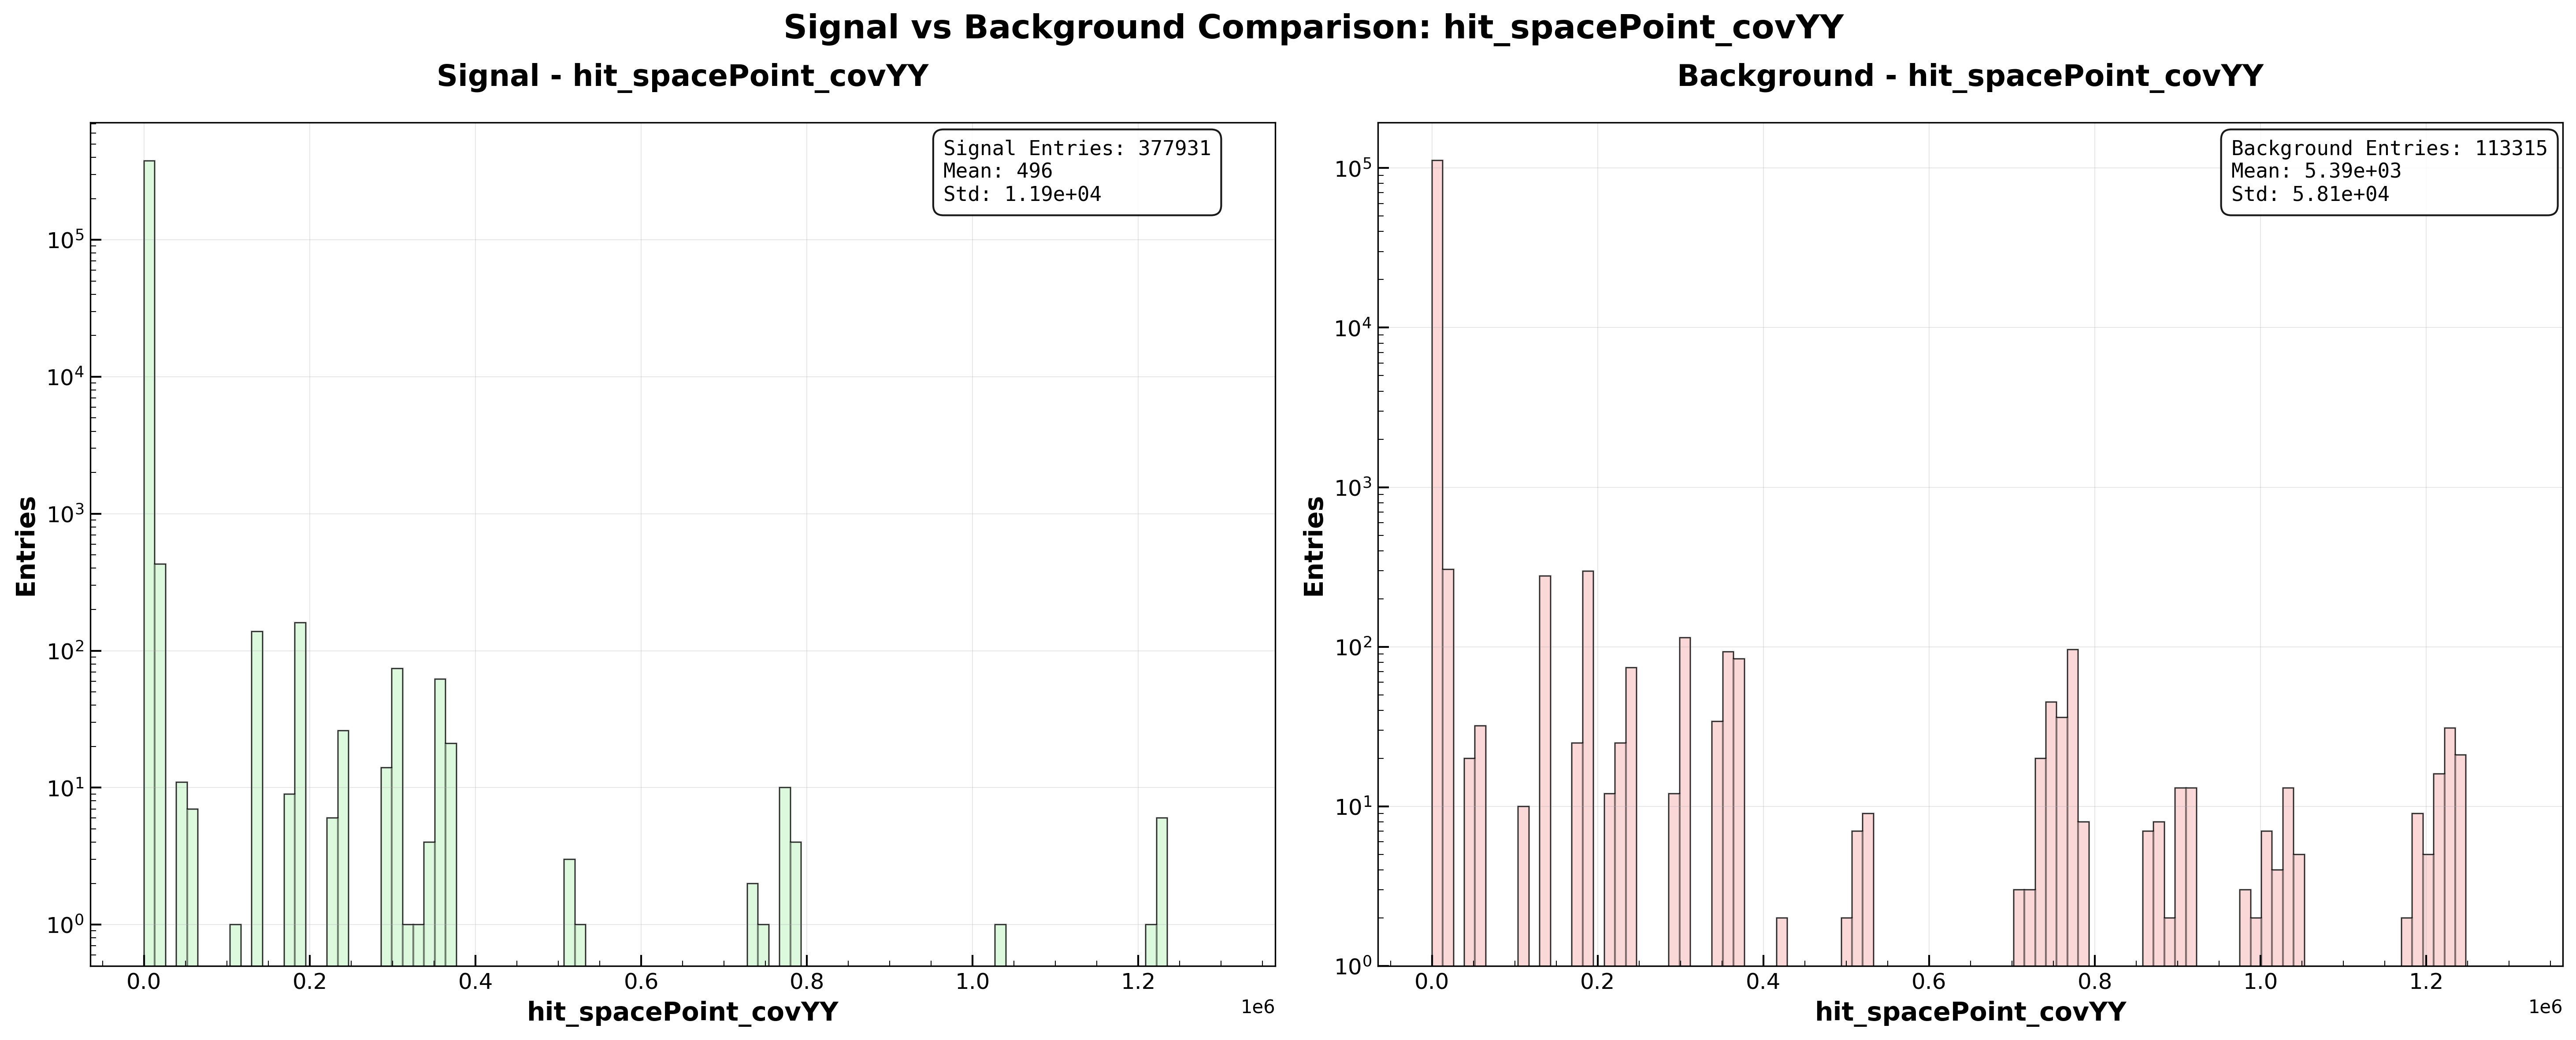 Signal vs Background Comparison: hit_spacePoint_covYY
Signal - hit_spacePoint_covYY
Signal Entries: 377931
Mean: 496
Std: 1.19e+04
Entries
10^5
10^4
10^3
10^2
10^1
10^0
0.0 0.2 0.4 0.6 0.8 1.0 1.2
1e6
hit_spacePoint_covYY
Background - hit_spacePoint_covYY
Background Entries: 113315
Mean: 5.39e+03
Std: 5.81e+04
Entries
10^5
10^4
10^3
10^2
10^1
10^0
0.0 0.2 0.4 0.6 0.8 1.0 1.2
1e6
hit_spacePoint_covYY